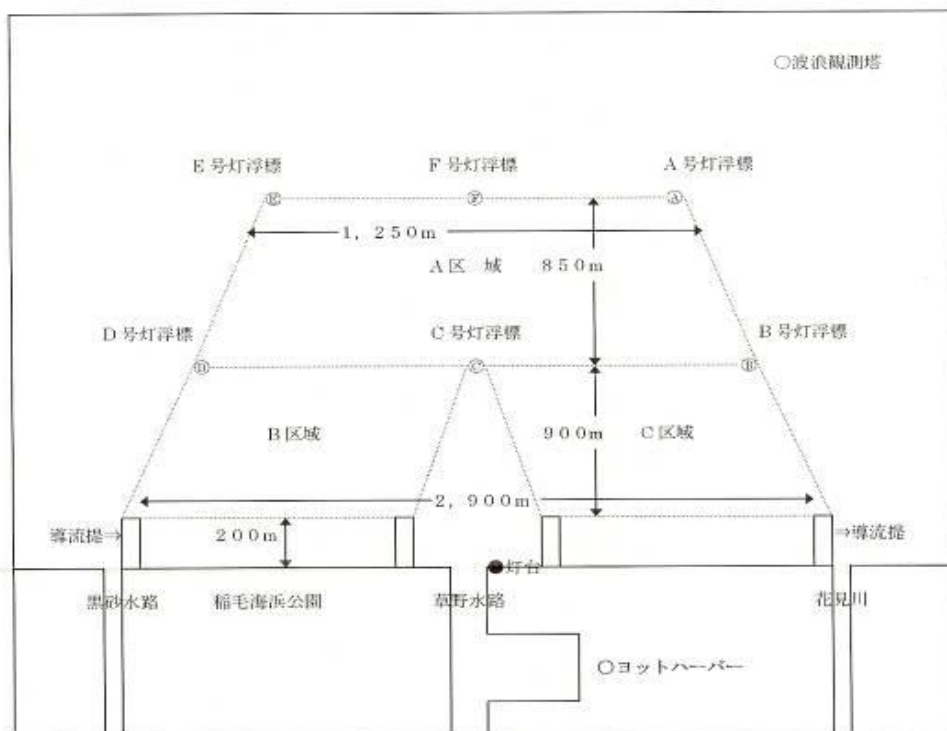 ○波浪観測塔
E号灯浮標 F号灯浮標 A号灯浮標
Ⓔ Ⓕ Ⓐ
1,250m
A区 域 850m
D号灯浮標 C号灯浮標 B号灯浮標
Ⓓ Ⓒ Ⓑ
B区域 900m C区域
2,900m
導流提⇒ 200m ⇒導流提
灯台
黒砂水路 稲毛海浜公園 草野水路 花見川
○ヨットハーバー